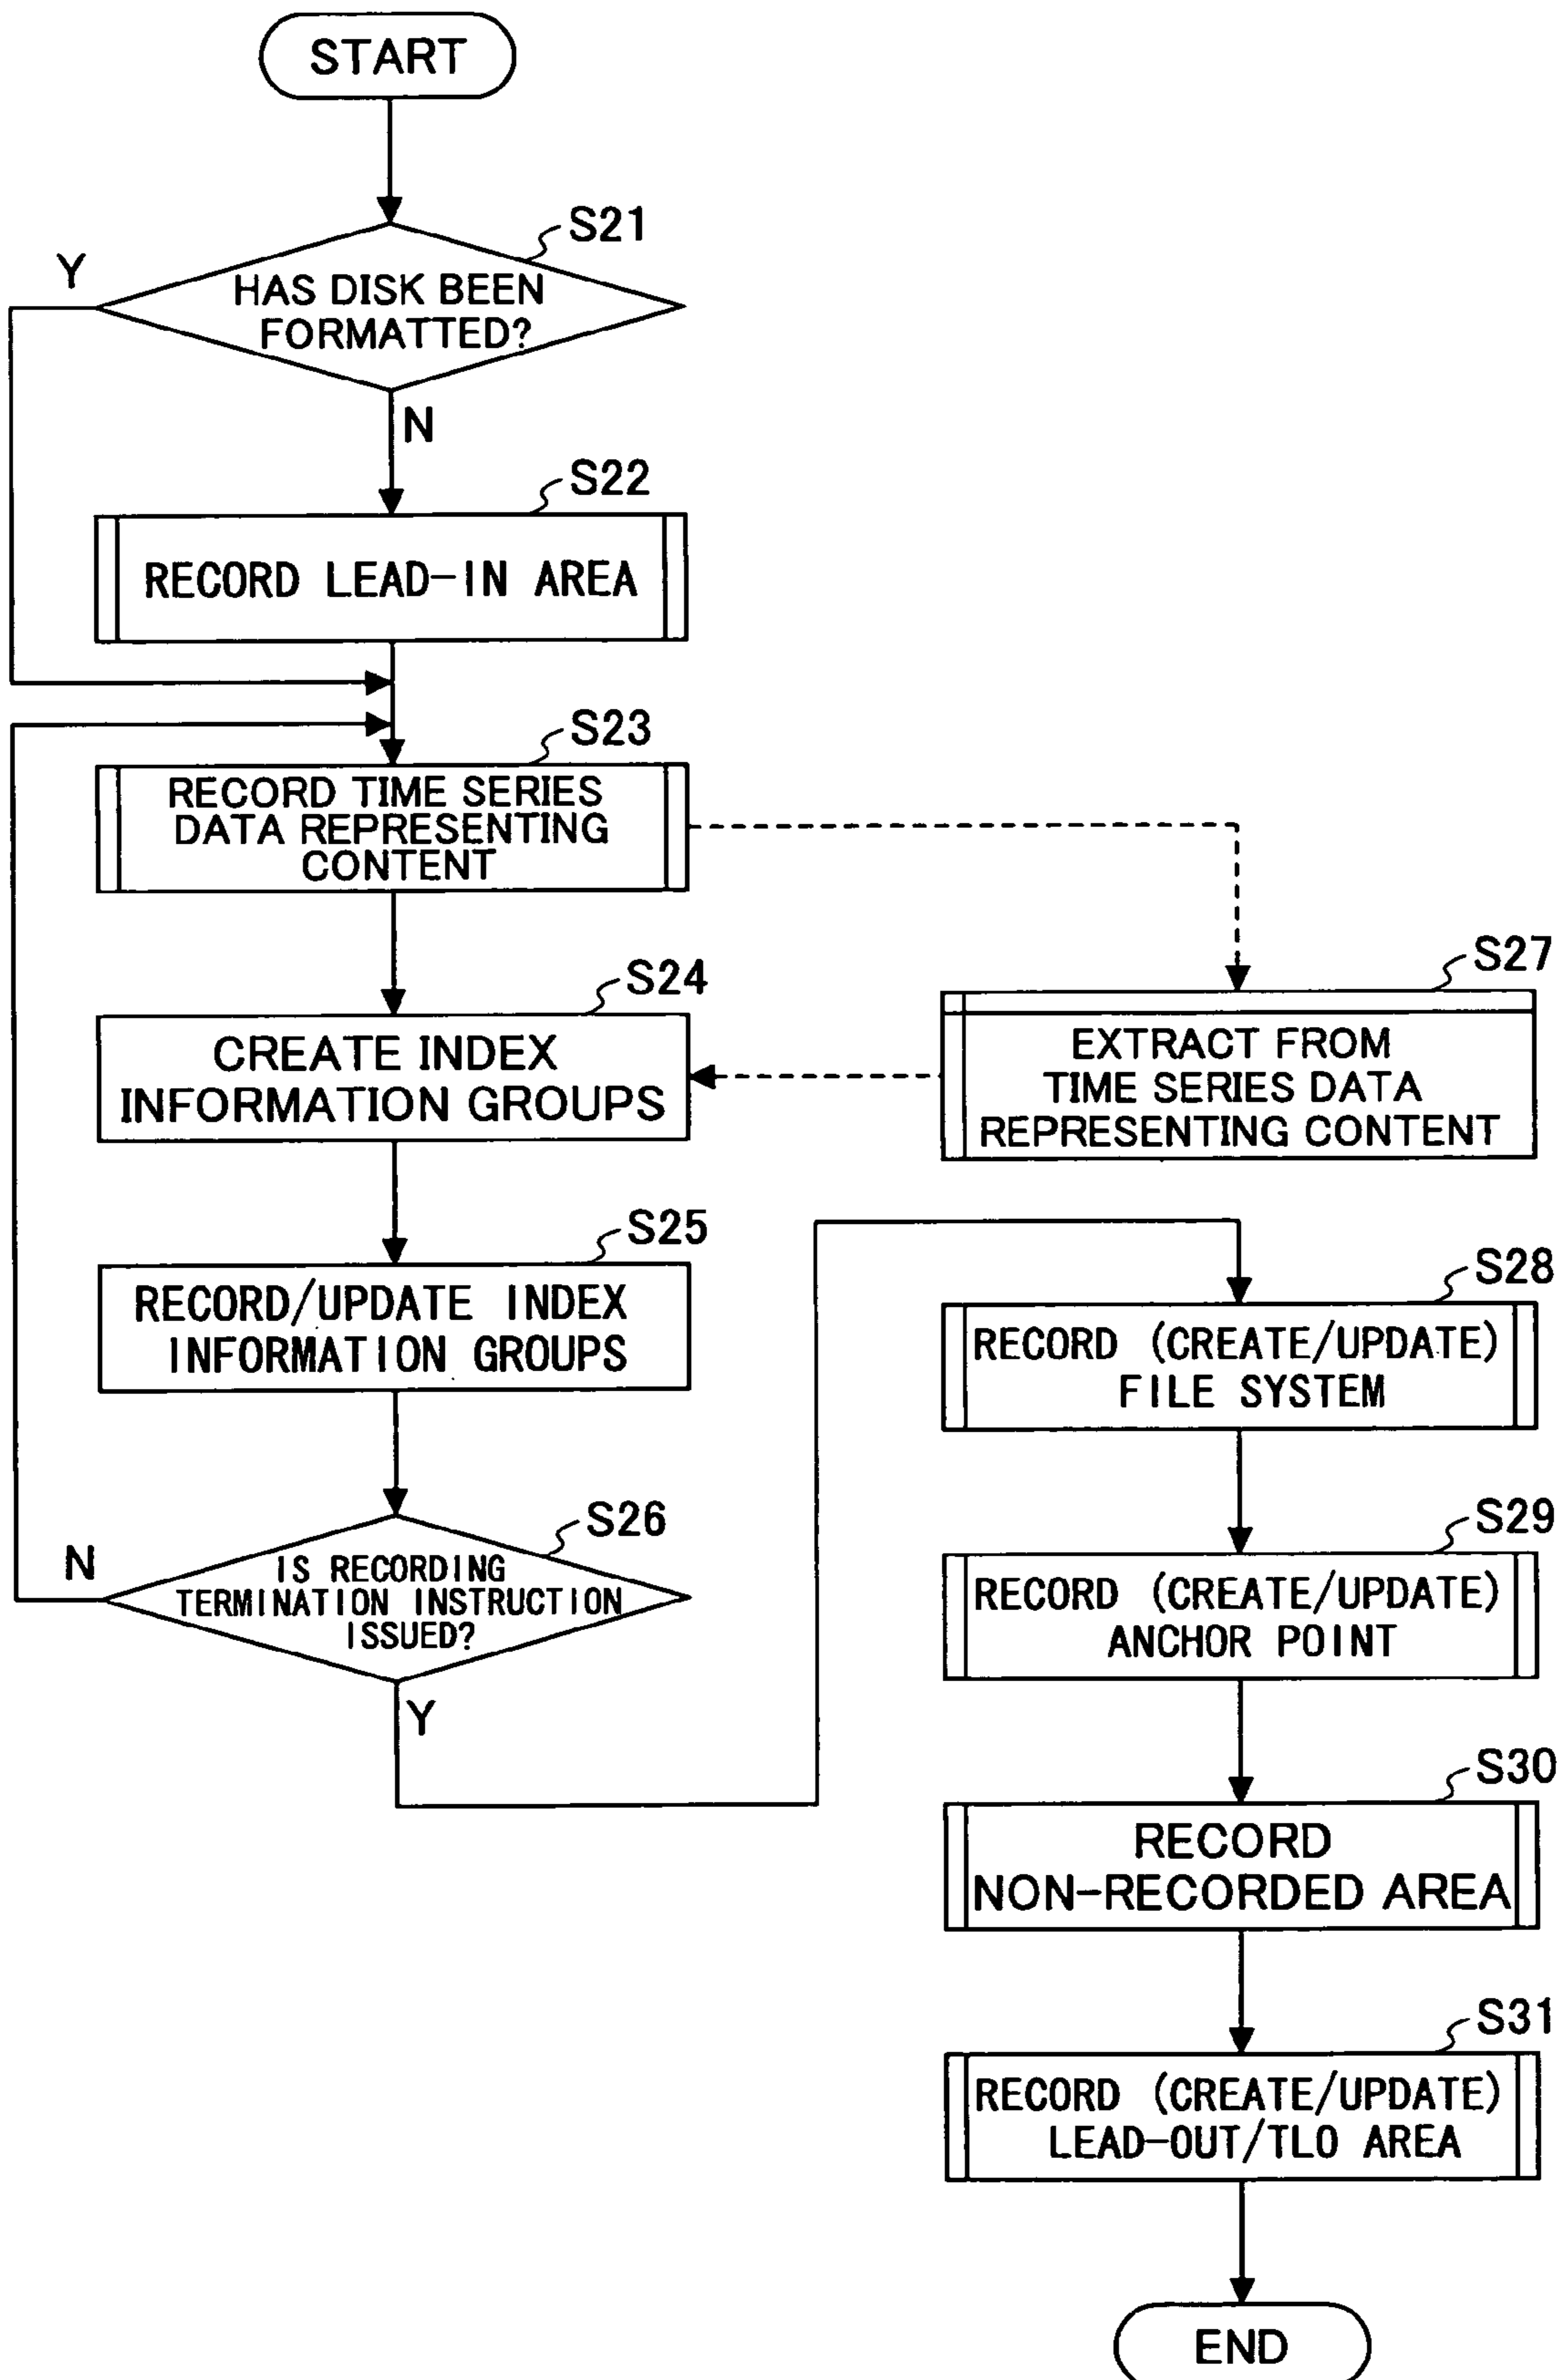 START
S21
Y
HAS DISK BEEN
FORMATTED?
N
S22
RECORD LEAD-IN AREA
S23
RECORD TIME SERIES
DATA REPRESENTING
CONTENT
S24
CREATE INDEX
INFORMATION GROUPS
S27
EXTRACT FROM
TIME SERIES DATA
REPRESENTING CONTENT
S25
RECORD/UPDATE INDEX
INFORMATION GROUPS
S26
N
IS RECORDING
TERMINATION INSTRUCTION
ISSUED?
Y
S28
RECORD (CREATE/UPDATE)
FILE SYSTEM
S29
RECORD (CREATE/UPDATE)
ANCHOR POINT
S30
RECORD
NON-RECORDED AREA
S31
RECORD (CREATE/UPDATE)
LEAD-OUT/TLO AREA
END